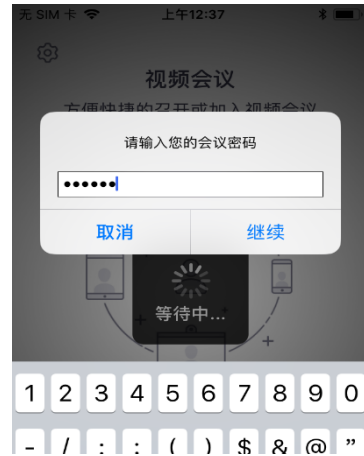 无 SIM 卡 上午12:37
视频会议
方便快捷的召开或加入视频会议
请输入您的会议密码
••••••
取消 继续
等待中...
1 2 3 4 5 6 7 8 9 0
- / : ; ( ) $ & @ ”